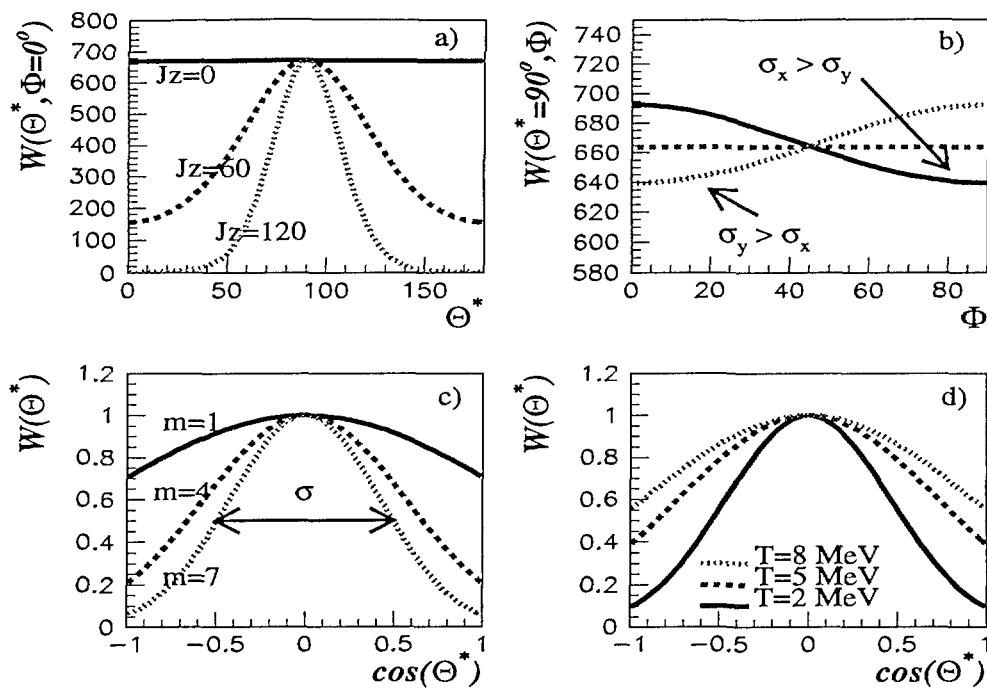 W(Θ*,Φ=0⁰)
800
700
600
500
400
300
200
100
0
a)
Jz=0
Jz=60
Jz=120
0 50 100 150
Θ*
W(Θ*=90⁰,Φ)
740
720
700
680
660
640
620
600
580
b)
σx > σy
σy > σx
0 20 40 60 80
Φ
W(Θ*)
1.2
1
0.8
0.6
0.4
0.2
0
c)
m=1
m=4
σ
m=7
−1 −0.5 0 0.5 1
cos(Θ*)
W(Θ*)
1.2
1
0.8
0.6
0.4
0.2
0
d)
T=8 MeV
T=5 MeV
T=2 MeV
−1 −0.5 0 0.5 1
cos(Θ*)